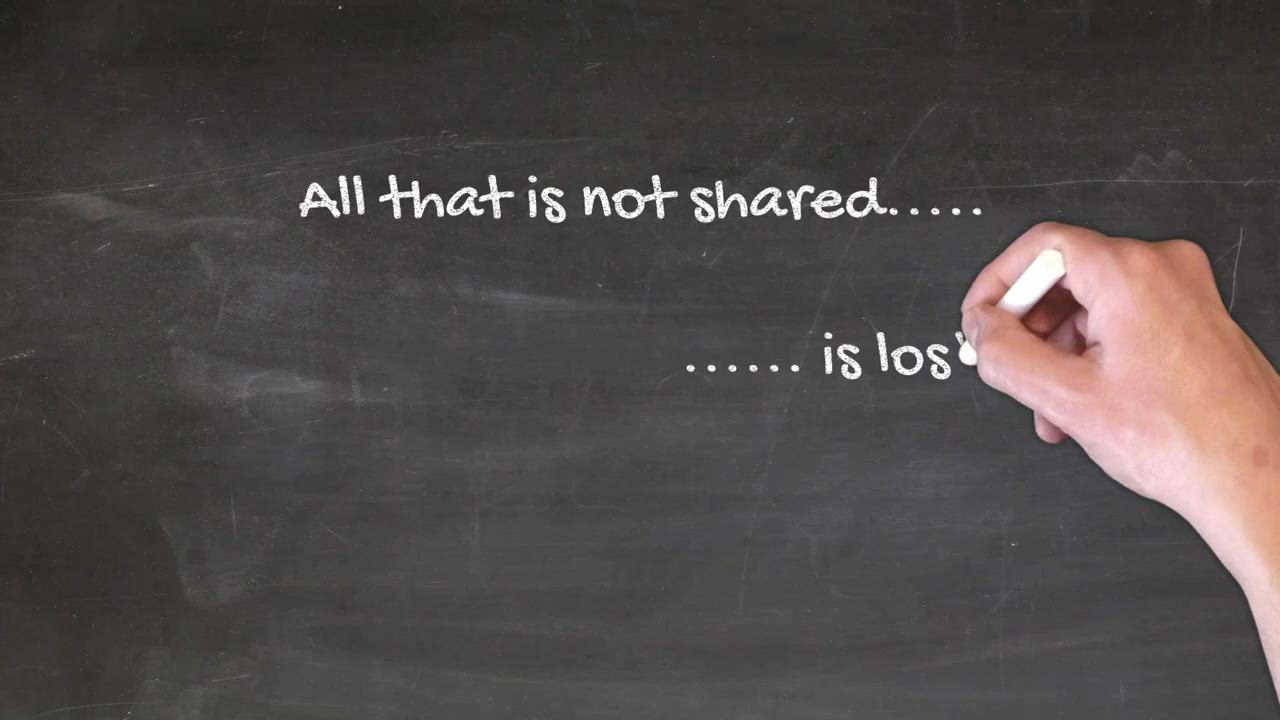 All that is not shared.....
...... is los